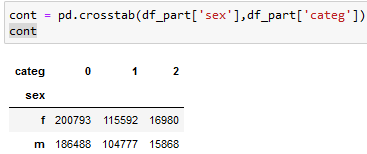 cont = pd.crosstab(df_part['sex'],df_part['categ'])
cont
categ 0 1 2
sex
f 200793 115592 16980
m 186488 104777 15868